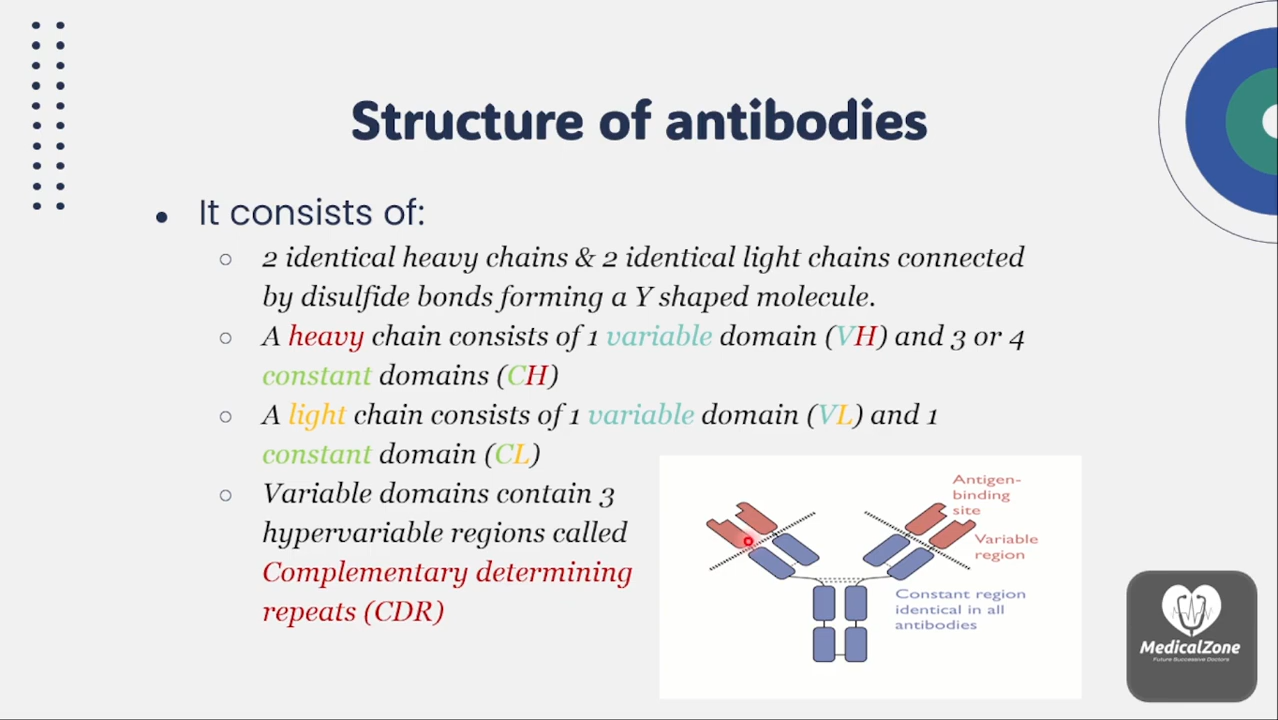 Structure of antibodies
• It consists of:
○ 2 identical heavy chains & 2 identical light chains connected
by disulfide bonds forming a Y shaped molecule.
○ A heavy chain consists of 1 variable domain (VH) and 3 or 4
constant domains (CH)
○ A light chain consists of 1 variable domain (VL) and 1
constant domain (CL)
○ Variable domains contain 3
hypervariable regions called
Complementary determining
repeats (CDR)
Antigen-
binding
site
Variable
region
Constant region
identical in all
antibodies
MedicalZone
Future Successive Doctors